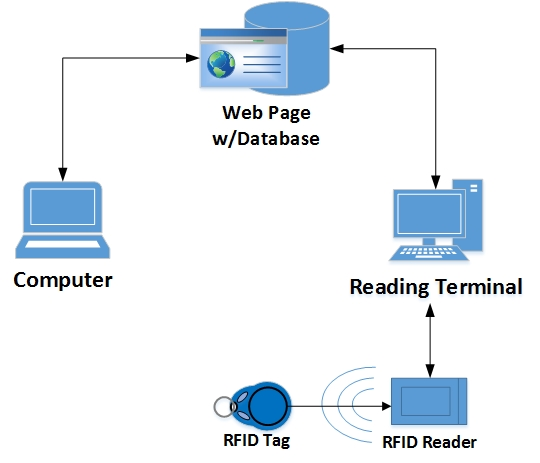 Web Page
w/Database
Computer
Reading Terminal
RFID Tag
RFID Reader